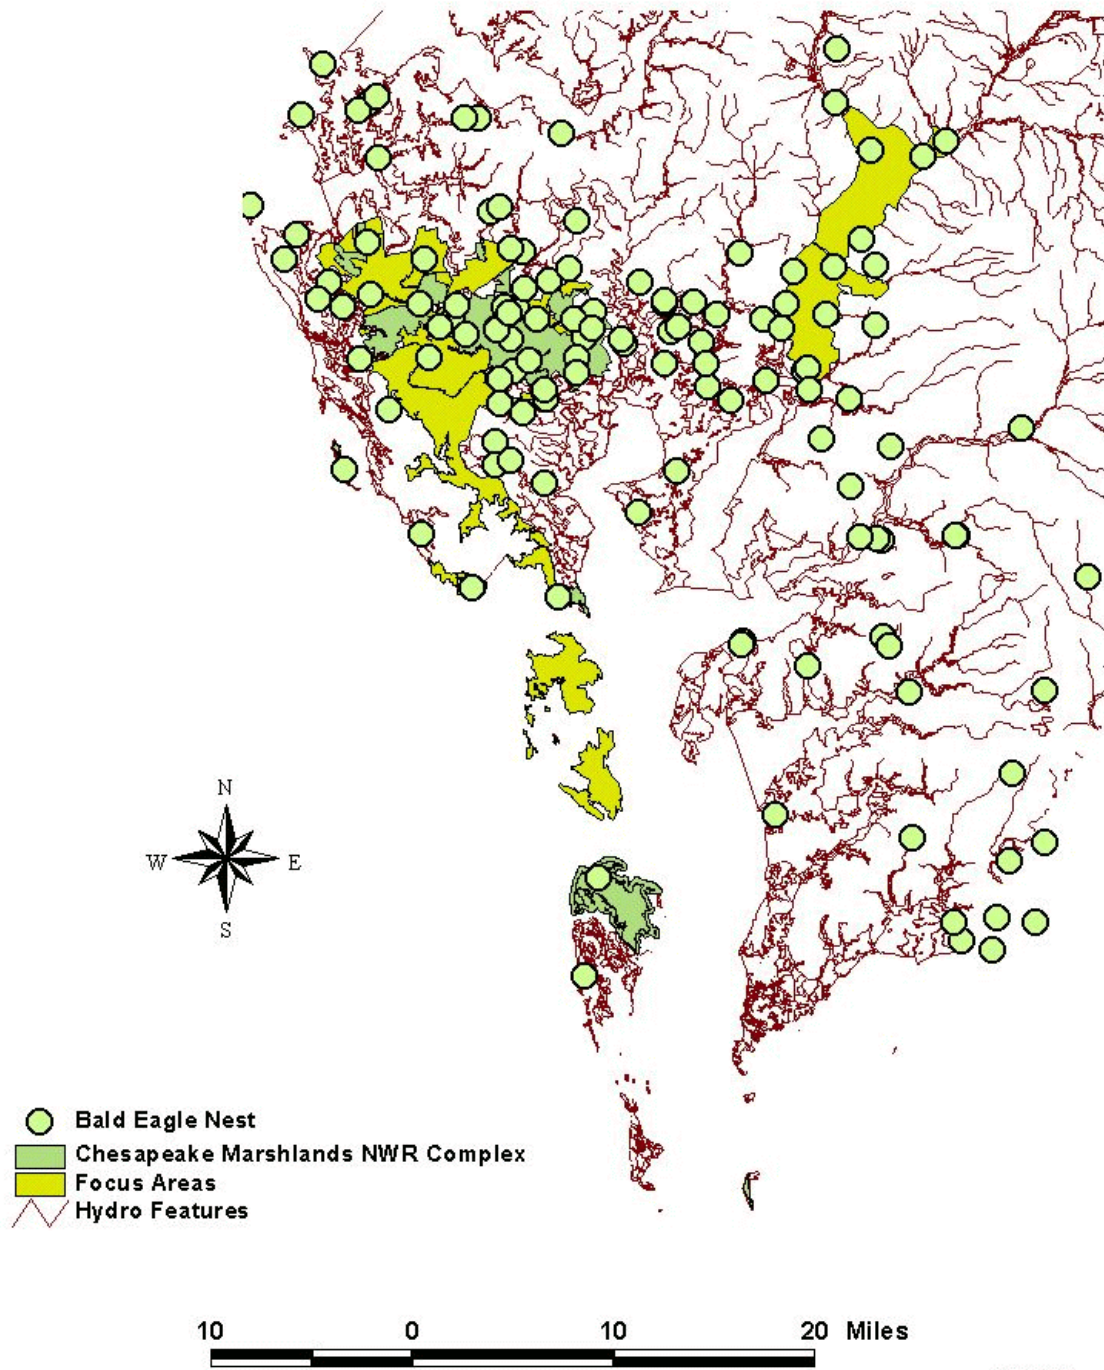 N
W E
S
Bald Eagle Nest
Chesapeake Marshlands NWR Complex
Focus Areas
Hydro Features
10 0 10 20 Miles